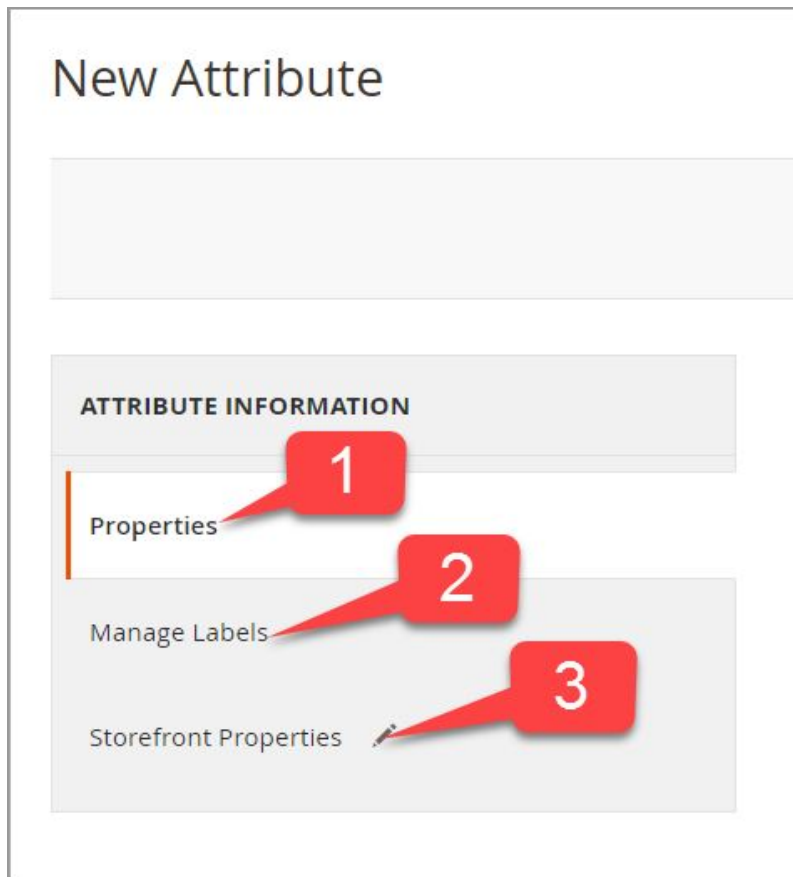 New Attribute
ATTRIBUTE INFORMATION
1
Properties
2
Manage Labels
3
Storefront Properties